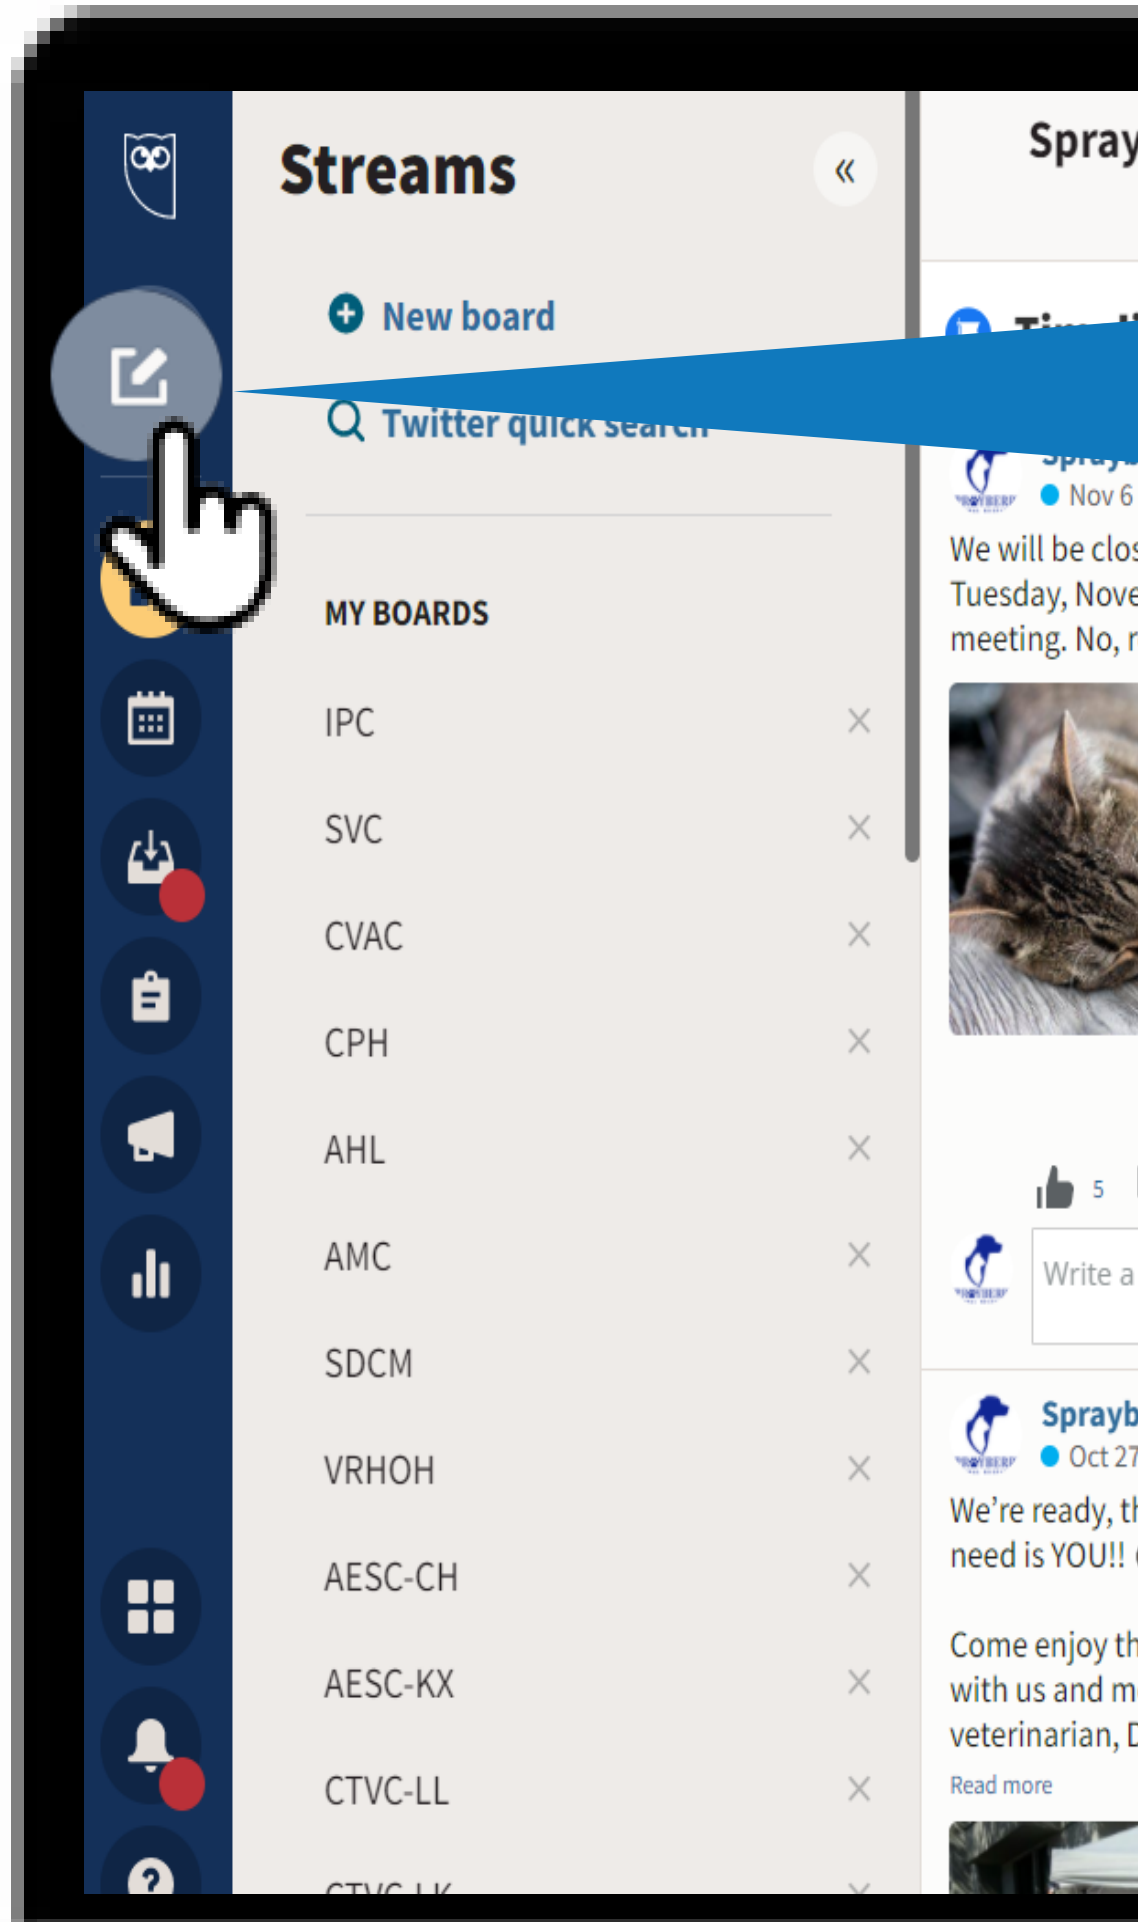 Streams
«
New board
Twitter quick search
MY BOARDS
IPC
SVC
CVAC
CPH
AHL
AMC
SDCM
VRHOH
AESC-CH
AESC-KX
CTVC-LL
CTVC-LK
Spray
Nov 6
We will be clos
Tuesday, Nove
meeting. No, r
5
Write a
Sprayb
Oct 27
We’re ready, th
need is YOU!!
Come enjoy th
with us and m
veterinarian, D
Read more